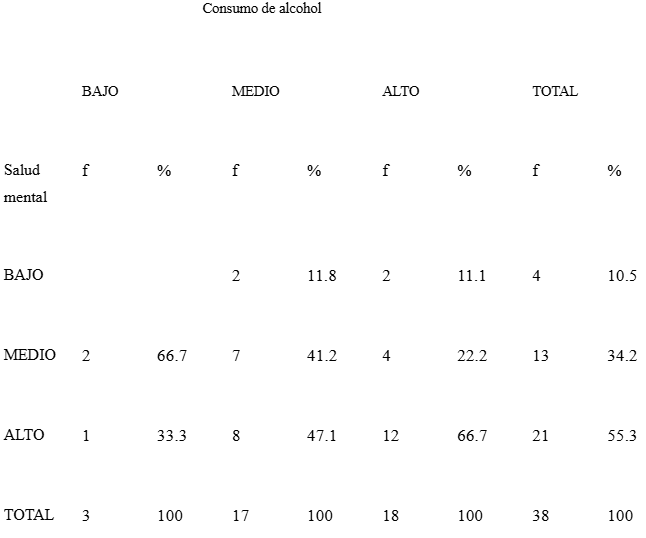 Consumo de alcohol
BAJO MEDIO ALTO TOTAL
Salud mental f % f % f % f %
BAJO 2 11.8 2 11.1 4 10.5
MEDIO 2 66.7 7 41.2 4 22.2 13 34.2
ALTO 1 33.3 8 47.1 12 66.7 21 55.3
TOTAL 3 100 17 100 18 100 38 100